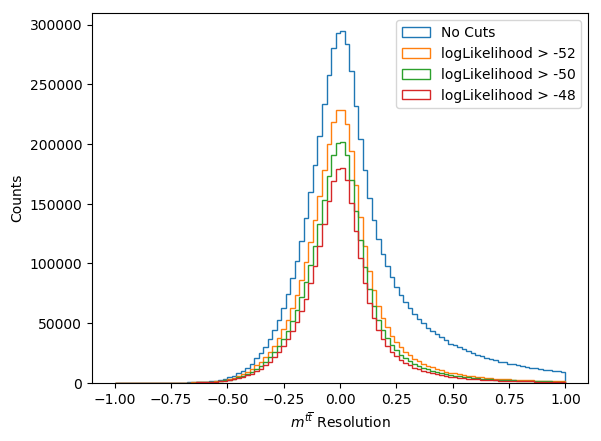 300000
250000
200000
150000
100000
50000
0
Counts
No Cuts
logLikelihood > -52
logLikelihood > -50
logLikelihood > -48
−1.00 −0.75 −0.50 −0.25 0.00 0.25 0.50 0.75 1.00
m^{tt̅} Resolution